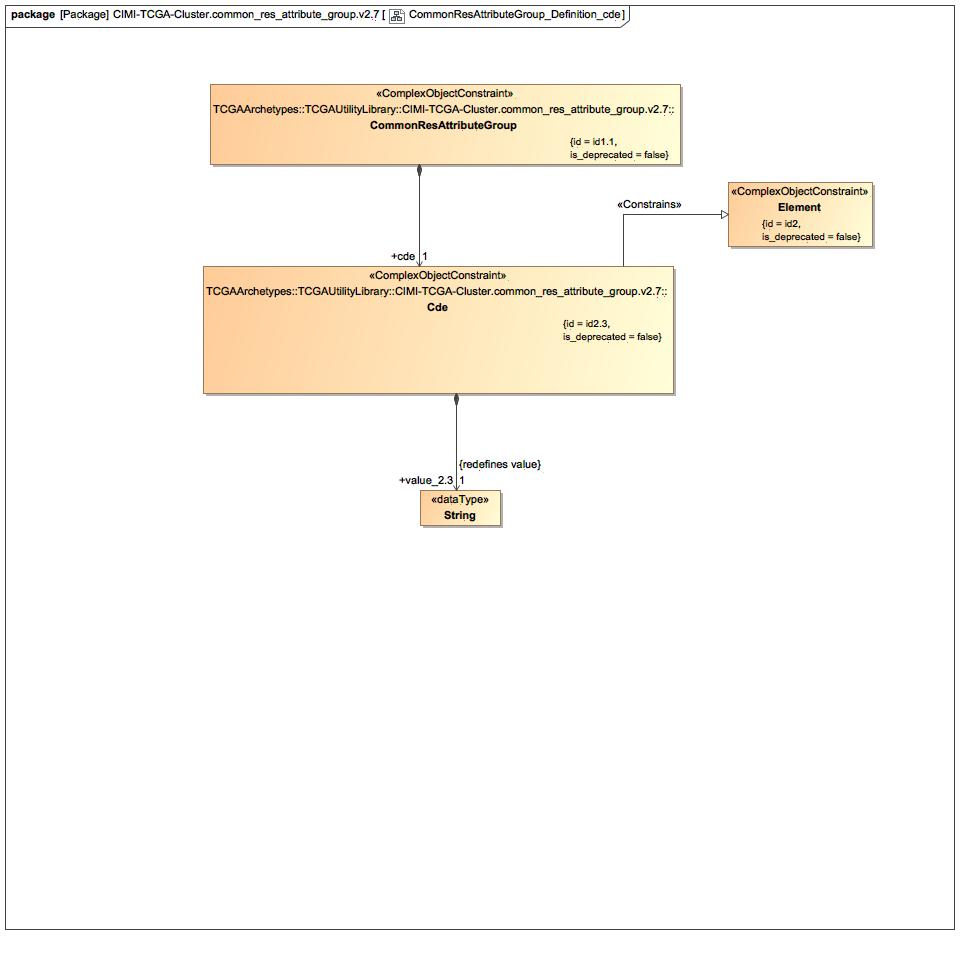 package [Package] CIMI-TCGA-Cluster.common_res_attribute_group.v2.7 [ CommonResAttributeGroup_Definition_cde]
«ComplexObjectConstraint»
TCGAArchetypes::TCGAUtilityLibrary::CIMI-TCGA-Cluster.common_res_attribute_group.v2.7::
CommonResAttributeGroup
{id = id1.1,
is_deprecated = false}
«ComplexObjectConstraint»
Element
{id = id2,
is_deprecated = false}
«Constrains»
+cde 1
«ComplexObjectConstraint»
TCGAArchetypes::TCGAUtilityLibrary::CIMI-TCGA-Cluster.common_res_attribute_group.v2.7::
Cde
{id = id2.3,
is_deprecated = false}
{redefines value}
+value_2.3 1
«dataType»
String